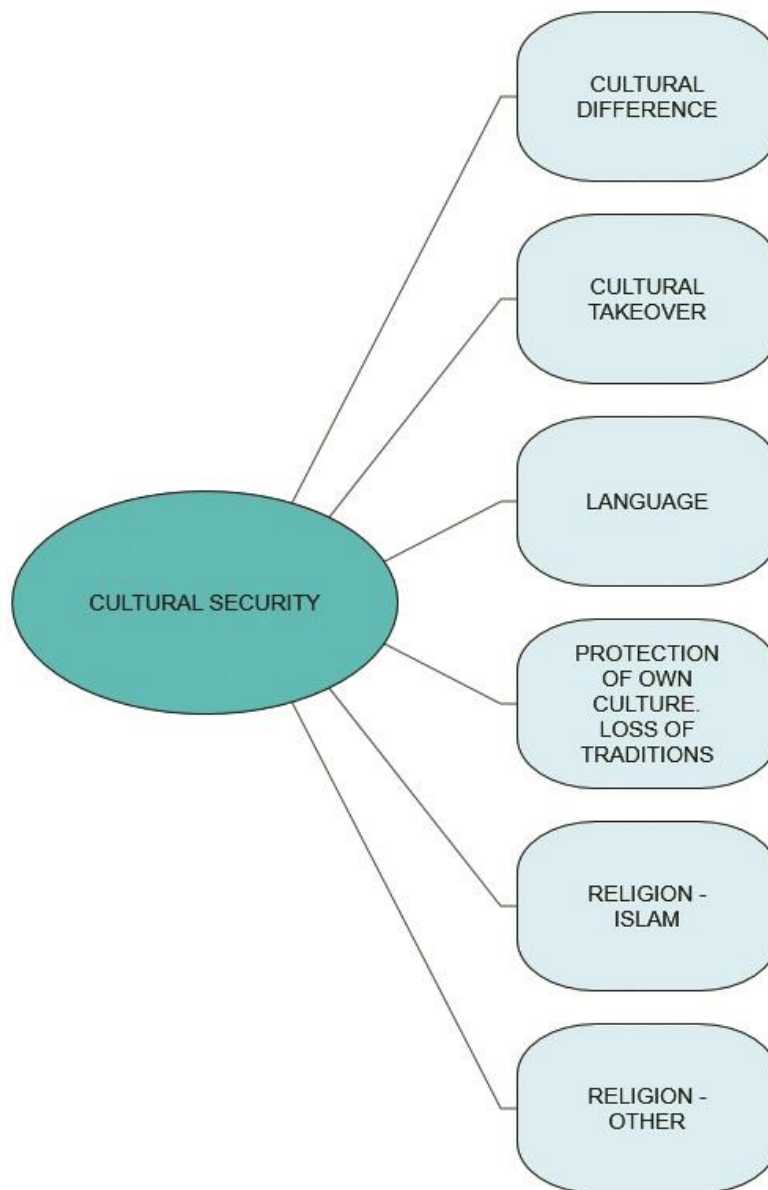 CULTURAL
DIFFERENCE
CULTURAL
TAKEOVER
LANGUAGE
CULTURAL SECURITY
PROTECTION
OF OWN
CULTURE.
LOSS OF
TRADITIONS
RELIGION -
ISLAM
RELIGION -
OTHER